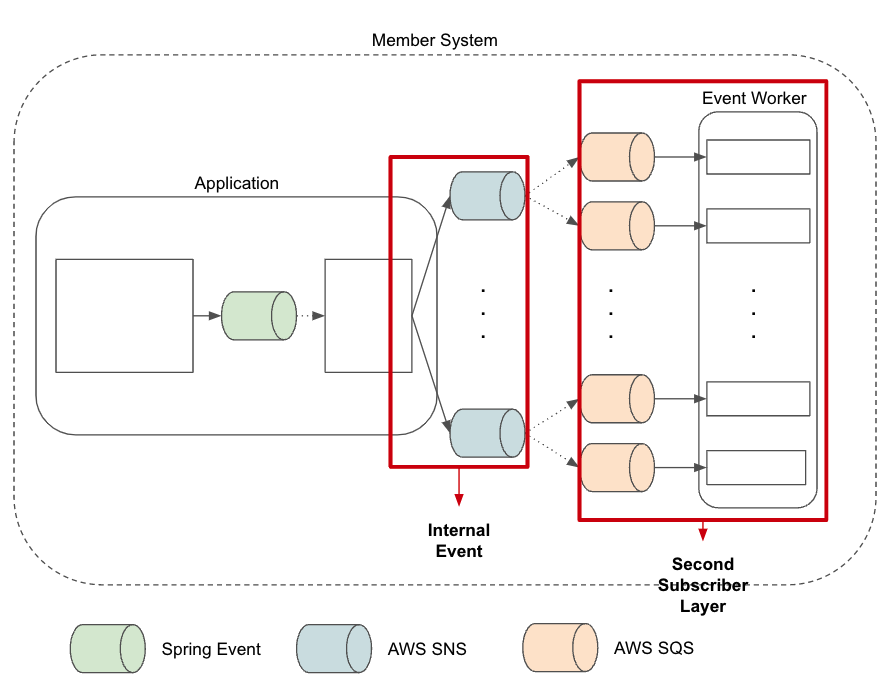 Member System
Event Worker
Application
Internal
Event
Second
Subscriber
Layer
Spring Event
AWS SNS
AWS SQS